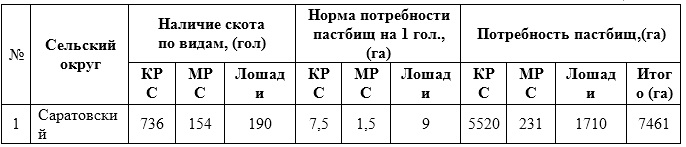 №
Сельский
округ
Наличие скота
по видам, (гол)
Норма потребности
пастбищ на 1 гол.,
(га)
Потребность пастбищ,(га)
КР
С
МР
С
Лошад
и
КР
С
МР
С
Лошад
и
КР
С
МР
С
Лошад
и
Итог
о (га)
1
Саратовски
й
736
154
190
7,5
1,5
9
5520
231
1710
7461